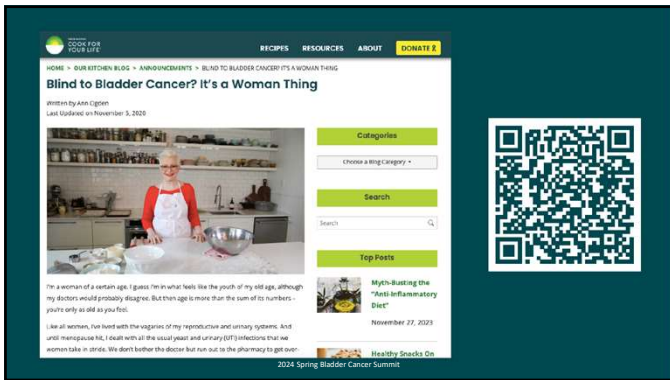 COOK FOR
YOUR LIFE
RECIPES RESOURCES ABOUT DONATE
HOME > OUR KITCHEN BLOG > ANNOUNCEMENTS > BLIND TO BLADDER CANCER? IT'S A WOMAN THING
Blind to Bladder Cancer? It's a Woman Thing
Written by Ann Ogden
Last Updated on November 5, 2020
Categories
Choose a Blog Category
Search
Search
Top Posts
Myth-Busting the
"Anti-Inflammatory
Diet"
November 27, 2023
Healthy Snacks On
I'm a woman of a certain age. I guess I'm in what feels like the youth of my old age, although
my doctors would probably disagree. But then age is more than the sum of its numbers –
you're only as old as you feel.
Like all women, I've lived with the vagaries of my reproductive and urinary systems. And
until menopause hit, I dealt with all the usual yeast and urinary (UTI) infections that we
women take in stride. We don't bother the doctor but run out to the pharmacy to get over-
2024 Spring Bladder Cancer Summit